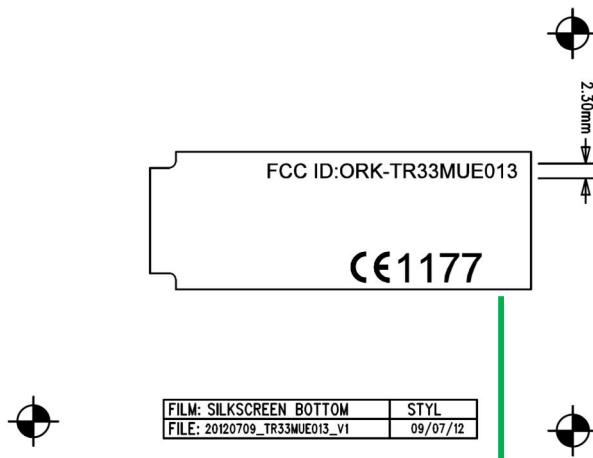 2.30mm
FCC ID:ORK-TR33MUE013
CE1177
FILM: SILKSCREEN BOTTOM STYL
FILE: 20120709_TR33MUE013_V1 09/07/12